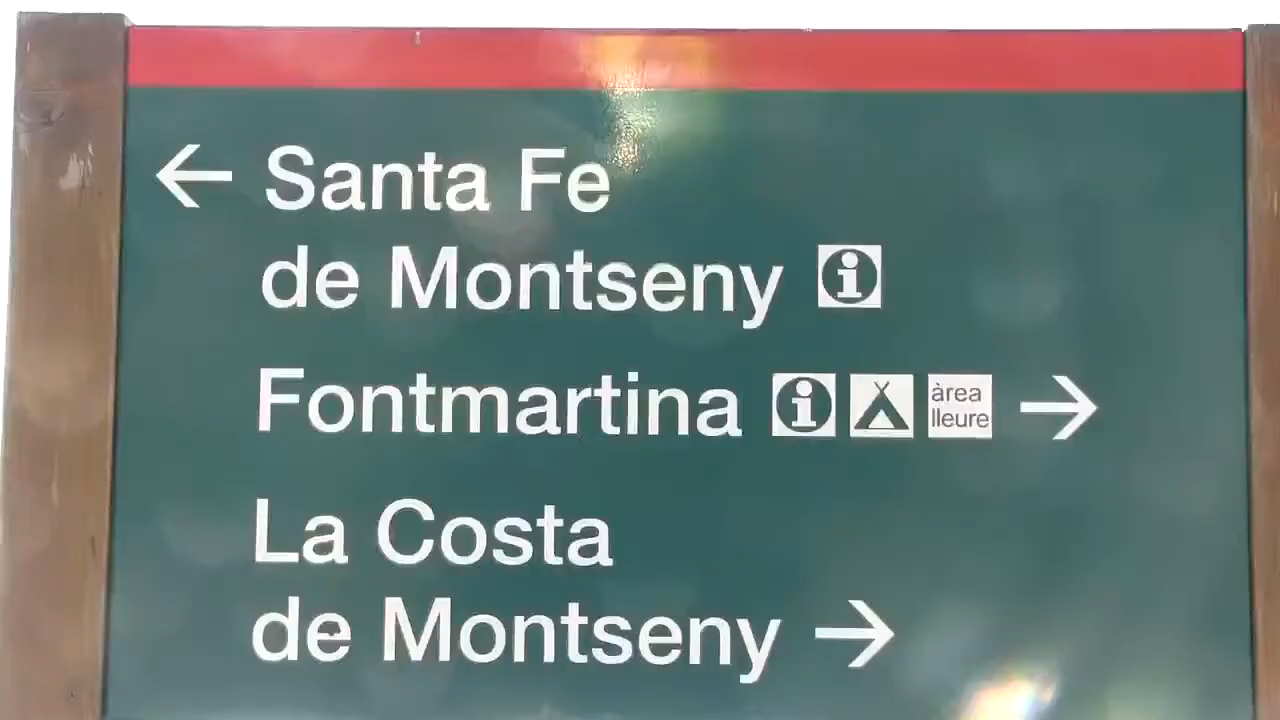 ← Santa Fe
de Montseny i
Fontmartina i àrea lleure →
La Costa
de Montseny →